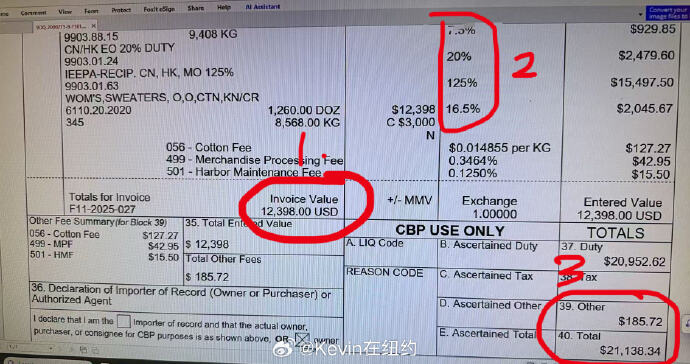 Comment View Form Protect Foxit eSign Share Help AI Assistant
Convert your
image files to
9903.88.15 9,408 KG 7.5% $929.85
CN/HK EO 20% DUTY
9903.01.24 20% $2,479.60
IEEPA-RECIP. CN, HK, MO 125%
9903.01.63 125% $15,497.50
WOM'S,SWEATERS, O,O,CTN,KN/CR
6110.20.2020 1,260.00 DOZ $12,398 16.5% $2,045.67
345 8,568.00 KG C $3,000
N
056 - Cotton Fee $0.014855 per KG $127.27
499 - Merchandise Processing Fee 0.3464% $42.95
501 - Harbor Maintenance Fee 0.1250% $15.50
1.
2
3
Totals for Invoice Invoice Value +/- MMV Exchange Entered Value
F11-2025-027 12,398.00 USD 1.00000 12,398.00 USD
Other Fee Summary (for Block 39) 35. Total Entered Value CBP USE ONLY TOTALS
056 - Cotton Fee $127.27
499 - MPF $42.95 $ 12,398
501 - HMF $15.50 Total Other Fees
$ 185.72
A. LIQ Code B. Ascertained Duty 37. Duty
$20,952.62
REASON CODE C. Ascertained Tax 38. Tax
36. Declaration of Importer of Record (Owner or Purchaser) or
Authorized Agent
D. Ascertained Other 39. Other
$185.72
I declare that I am the Importer of record and that the actual owner,
purchaser, or consignee for CBP purposes is as shown above, OR owner
E. Ascertained Total 40. Total
$21,138.34
@Kevin在纽约